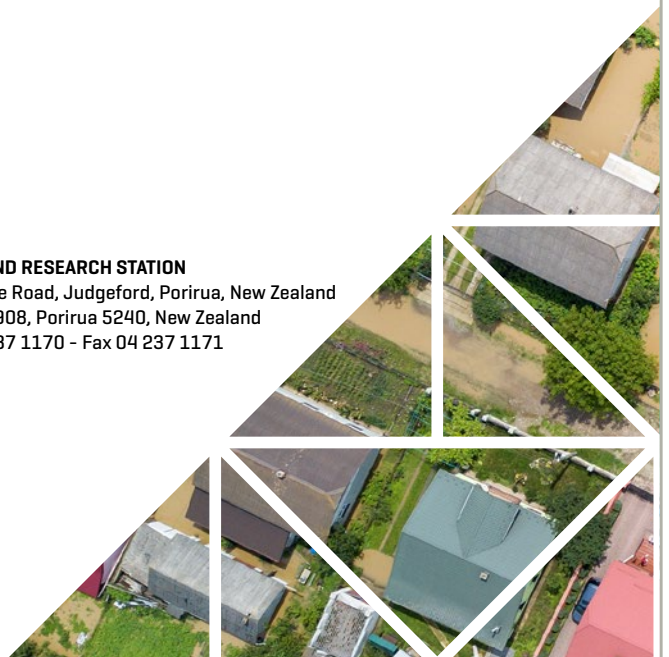 ND RESEARCH STATION
e Road, Judgeford, Porirua, New Zealand
908, Porirua 5240, New Zealand
37 1170 - Fax 04 237 1171